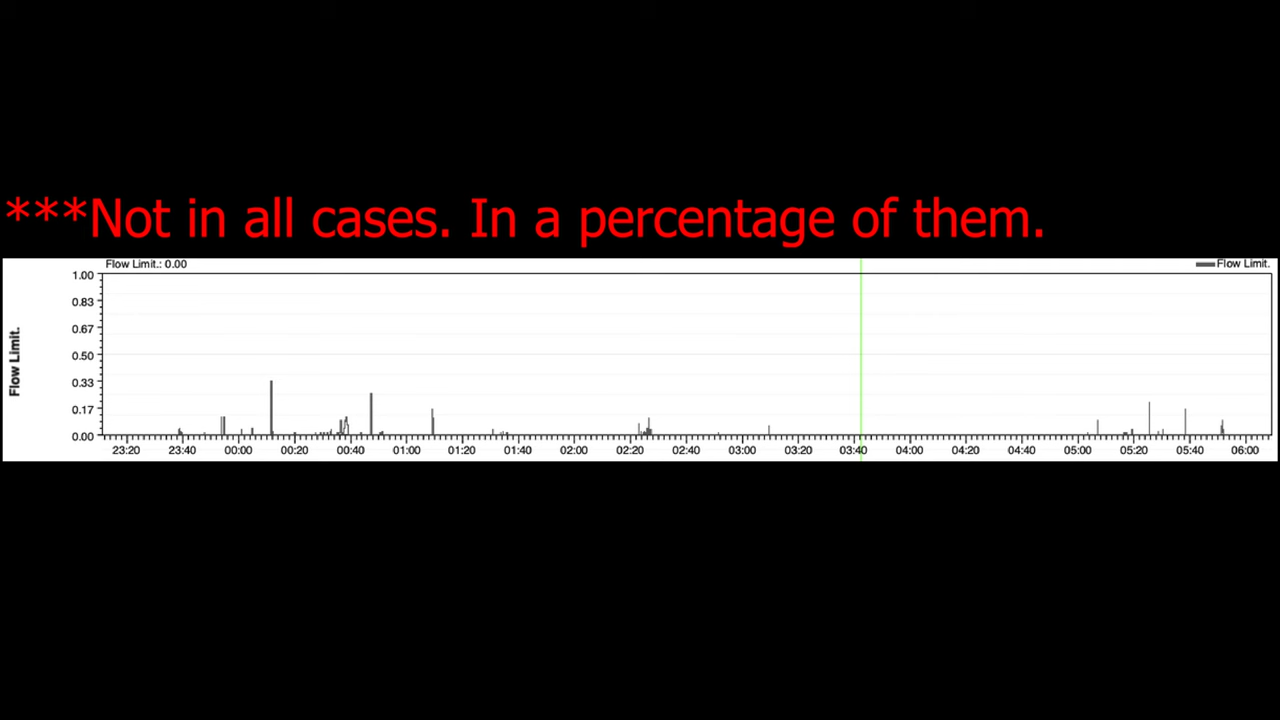 ***Not in all cases. In a percentage of them.
Flow Limit.: 0.00
Flow Limit.
Flow Limit.
1.00
0.83
0.67
0.50
0.33
0.17
0.00
23:20 23:40 00:00 00:20 00:40 01:00 01:20 01:40 02:00 02:20 02:40 03:00 03:20 03:40 04:00 04:20 04:40 05:00 05:20 05:40 06:00